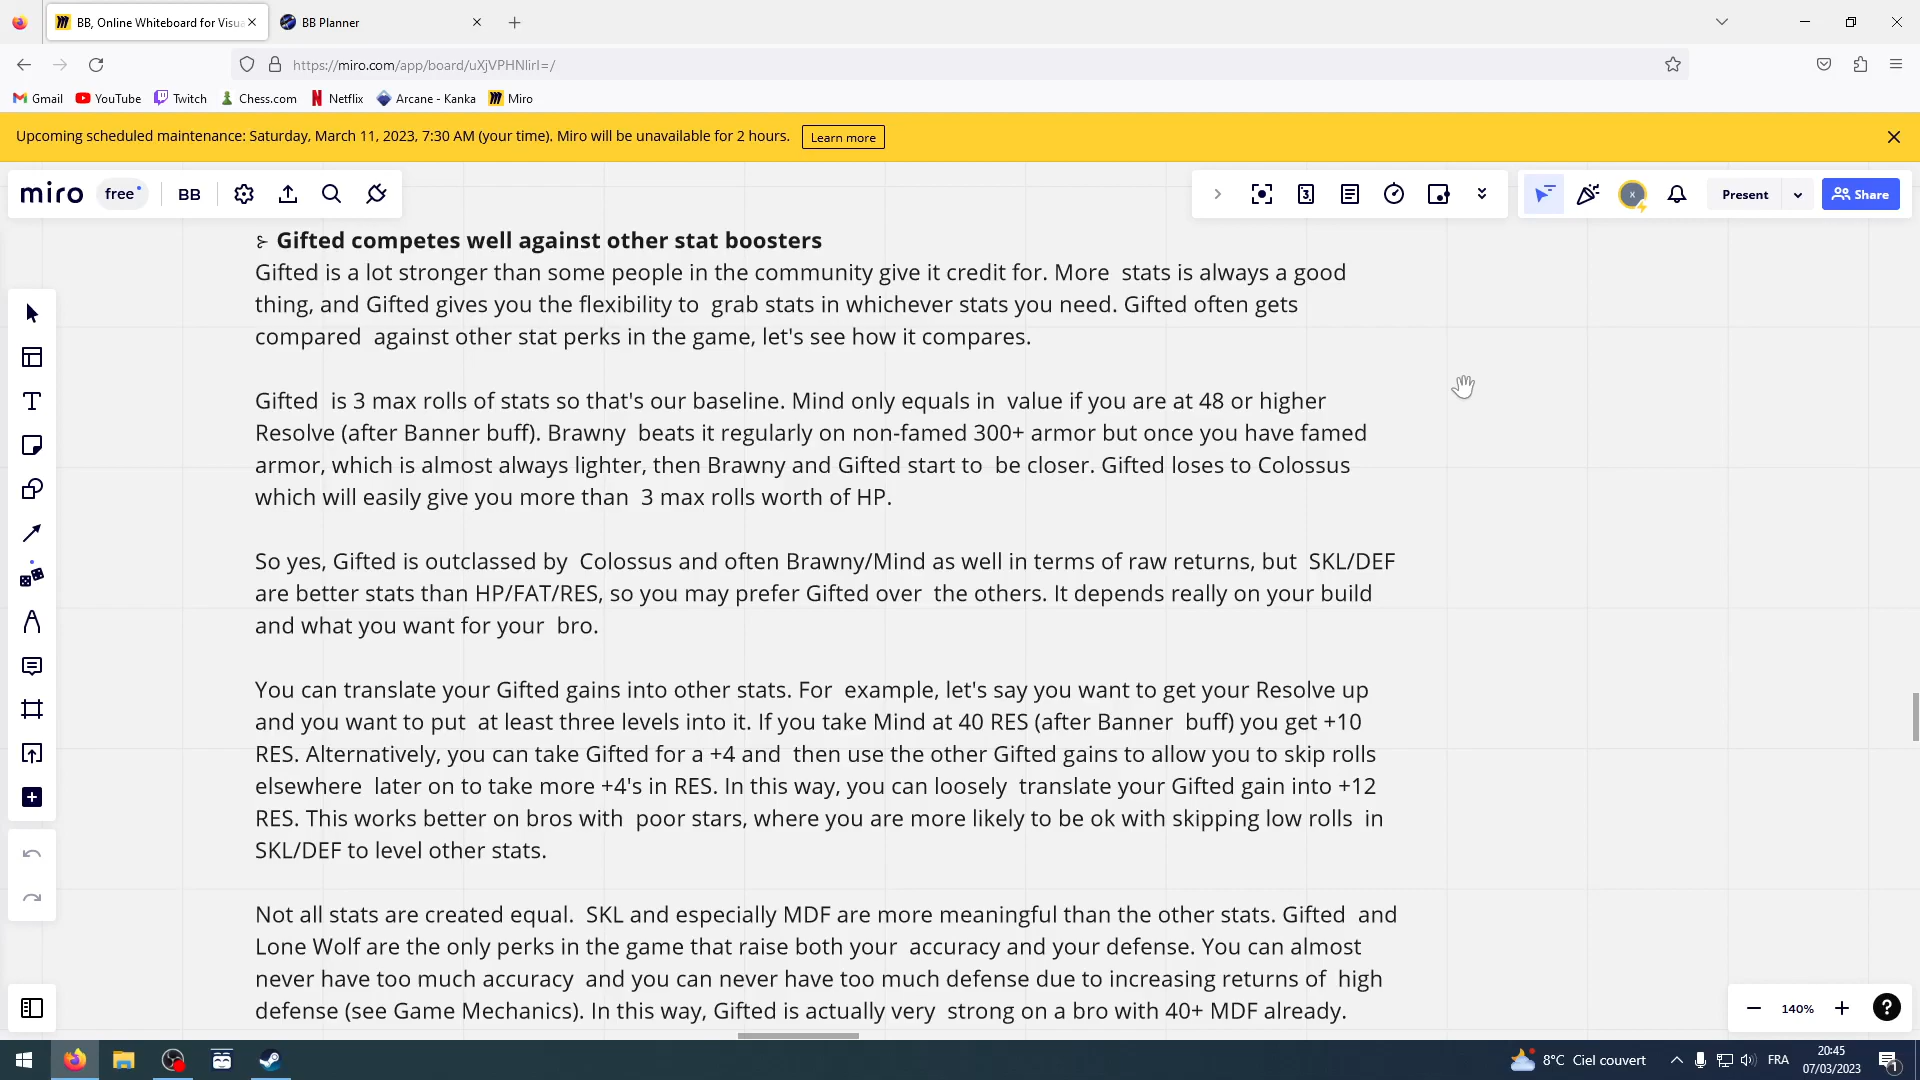 BB, Online Whiteboard for Visua
BB Planner
https://miro.com/app/board/uXjVPHNlirI=/
Gmail
YouTube
Twitch
Chess.com
Netflix
Arcane - Kanka
Miro
Upcoming scheduled maintenance: Saturday, March 11, 2023, 7:30 AM (your time). Miro will be unavailable for 2 hours.
Learn more
miro
free
BB
Present
Share
Gifted competes well against other stat boosters
Gifted is a lot stronger than some people in the community give it credit for. More stats is always a good
thing, and Gifted gives you the flexibility to grab stats in whichever stats you need. Gifted often gets
compared against other stat perks in the game, let's see how it compares.
Gifted is 3 max rolls of stats so that's our baseline. Mind only equals in value if you are at 48 or higher
Resolve (after Banner buff). Brawny beats it regularly on non-famed 300+ armor but once you have famed
armor, which is almost always lighter, then Brawny and Gifted start to be closer. Gifted loses to Colossus
which will easily give you more than 3 max rolls worth of HP.
So yes, Gifted is outclassed by Colossus and often Brawny/Mind as well in terms of raw returns, but SKL/DEF
are better stats than HP/FAT/RES, so you may prefer Gifted over the others. It depends really on your build
and what you want for your bro.
You can translate your Gifted gains into other stats. For example, let's say you want to get your Resolve up
and you want to put at least three levels into it. If you take Mind at 40 RES (after Banner buff) you get +10
RES. Alternatively, you can take Gifted for a +4 and then use the other Gifted gains to allow you to skip rolls
elsewhere later on to take more +4's in RES. In this way, you can loosely translate your Gifted gain into +12
RES. This works better on bros with poor stars, where you are more likely to be ok with skipping low rolls in
SKL/DEF to level other stats.
Not all stats are created equal. SKL and especially MDF are more meaningful than the other stats. Gifted and
Lone Wolf are the only perks in the game that raise both your accuracy and your defense. You can almost
never have too much accuracy and you can never have too much defense due to increasing returns of high
defense (see Game Mechanics). In this way, Gifted is actually very strong on a bro with 40+ MDF already.
140%
8°C Ciel couvert
FRA
20:45
07/03/2023
1